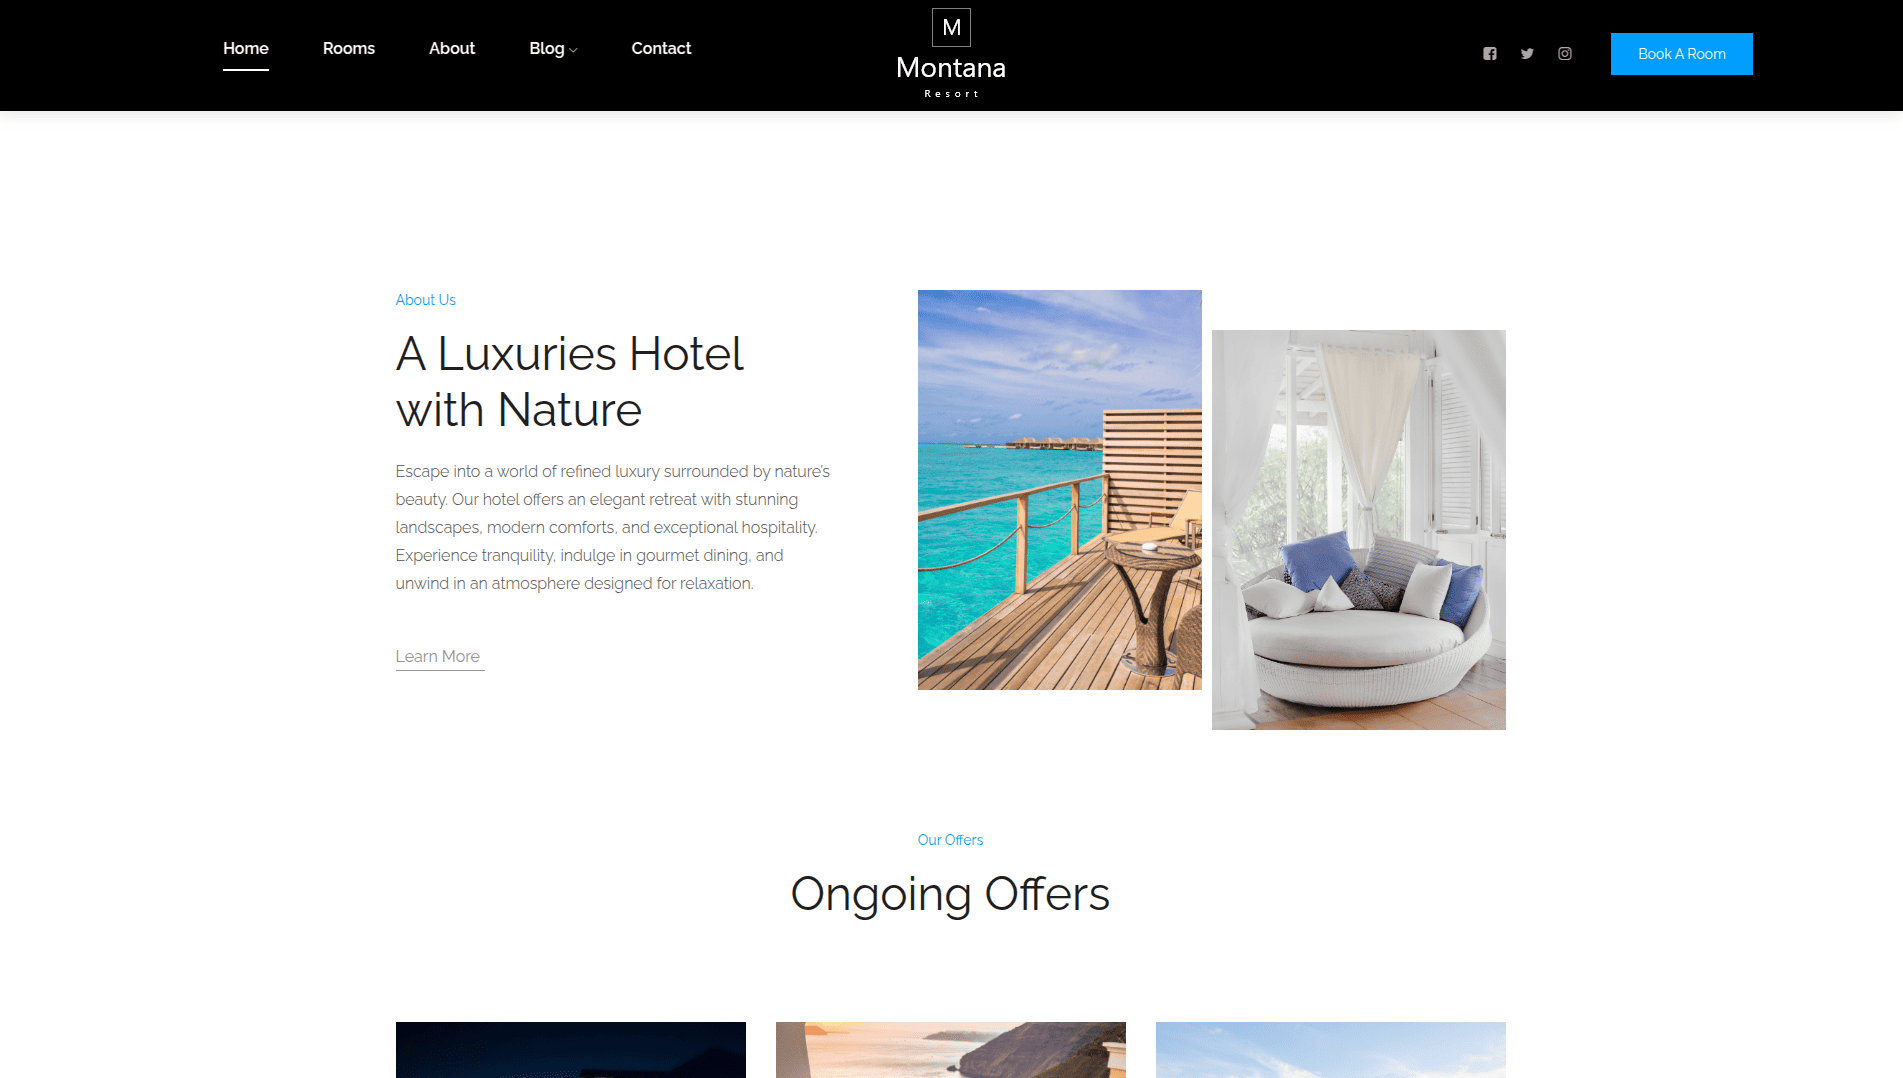 Home
Rooms
About
Blog
Contact
M
Montana
Resort
Book A Room
About Us
A Luxuries Hotel
with Nature
Escape into a world of refined luxury surrounded by nature's
beauty. Our hotel offers an elegant retreat with stunning
landscapes, modern comforts, and exceptional hospitality.
Experience tranquility, indulge in gourmet dining, and
unwind in an atmosphere designed for relaxation.
Learn More
Our Offers
Ongoing Offers